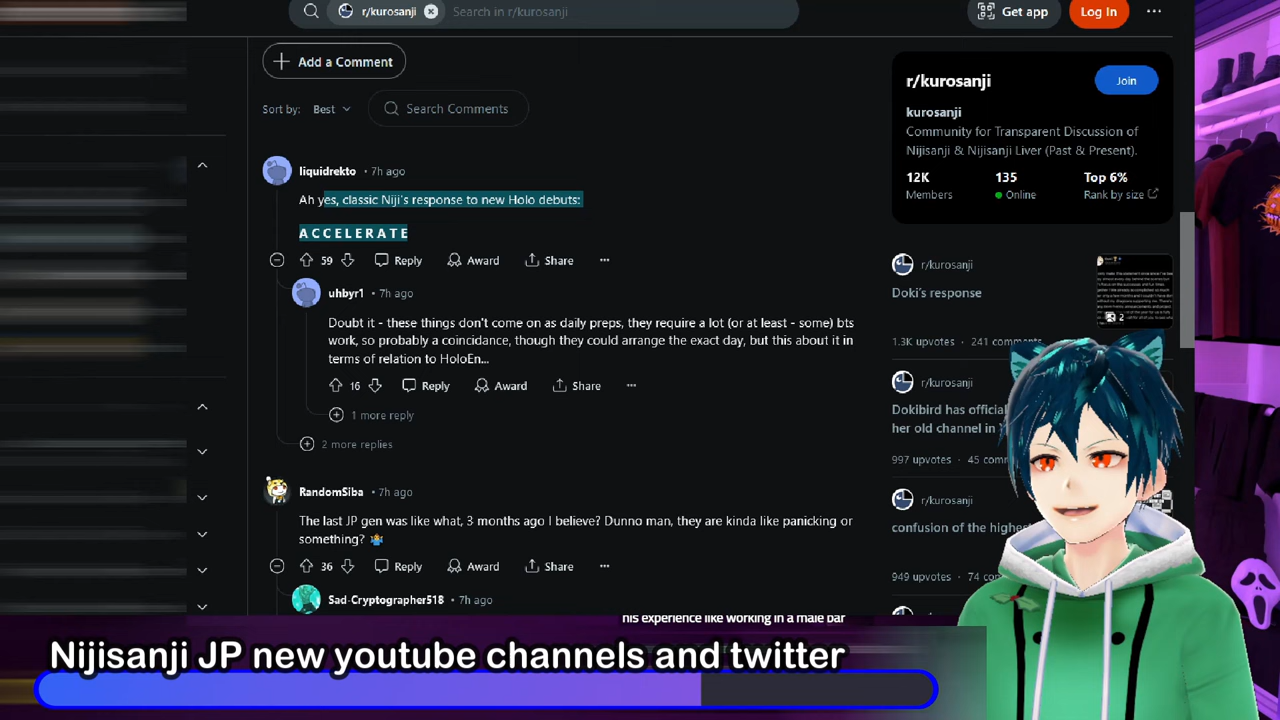 r/kurosanji
Search in r/kurosanji
Get app
Log In
Add a Comment
Sort by: Best
Search Comments
liquidrekto • 7h ago
Ah yes, classic Niji's response to new Holo debuts:
A C C E L E R A T E
59 Reply Award Share
uhbyr1 • 7h ago
Doubt it - these things don't come on as daily preps, they require a lot (or at least - some) bts
work, so probably a coincidence, though they could arrange the exact day, but this about it in
terms of relation to HoloEn...
16 Reply Award Share
1 more reply
2 more replies
RandomSiba • 7h ago
The last JP gen was like what, 3 months ago I believe? Dunno man, they are kinda like panicking or
something?
36 Reply Award Share
Sad-Cryptographer518 • 7h ago
his experience like working in a male bar
r/kurosanji
Join
kurosanji
Community for Transparent Discussion of
Nijisanji & Nijisanji Liver (Past & Present).
12K 135 Top 6%
Members Online Rank by size
r/kurosanji
Doki's response
1.3K upvotes • 241 comments
r/kurosanji
Dokibird has
her old channel in
997 upvotes • 45
r/kurosanji
confusion of the
949 upvotes • 74
Nijisanji JP new youtube channels and twitter